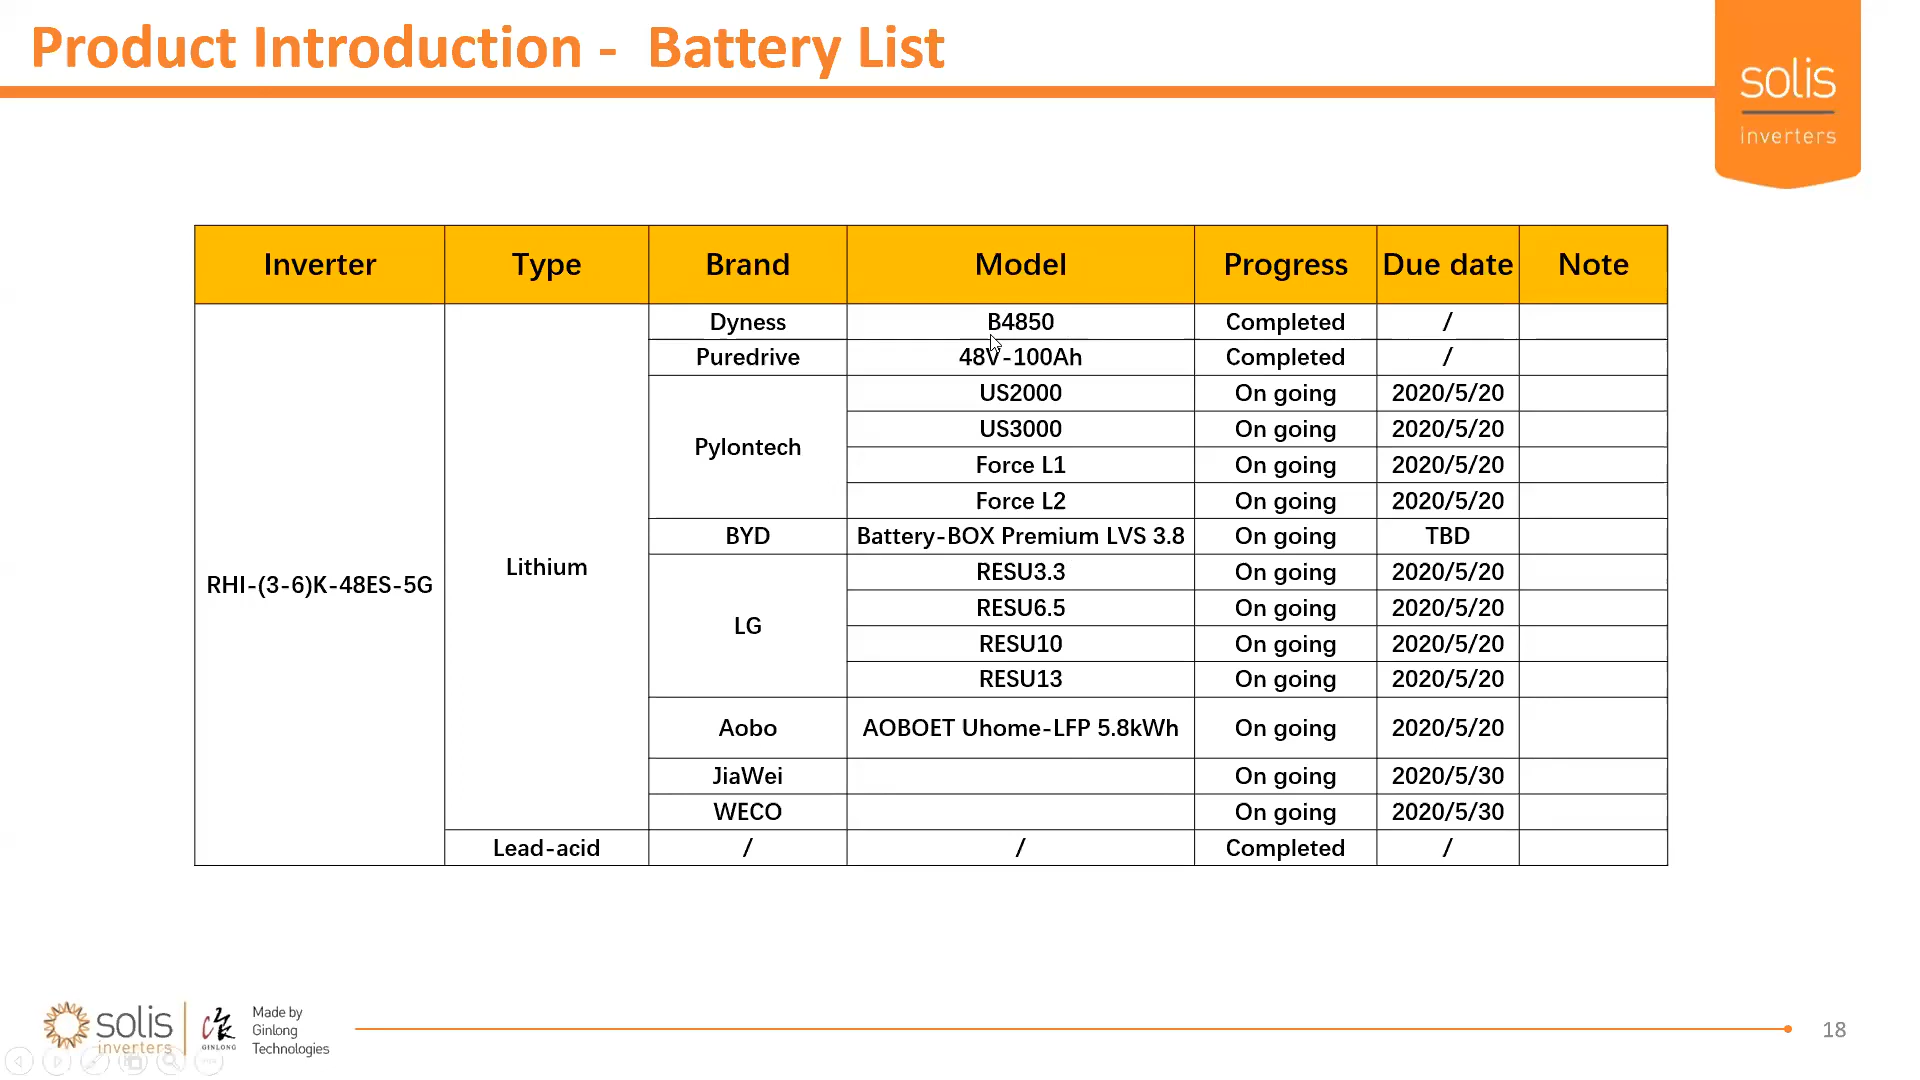 Product Introduction - Battery List
solis
inverters
Inverter Type Brand Model Progress Due date Note
Dyness B4850 Completed /
Puredrive 48V-100Ah Completed /
US2000 On going 2020/5/20
US3000 On going 2020/5/20
Pylontech
Force L1 On going 2020/5/20
Force L2 On going 2020/5/20
BYD Battery-BOX Premium LVS 3.8 On going TBD
Lithium
RESU3.3 On going 2020/5/20
RHI-(3-6)K-48ES-5G
RESU6.5 On going 2020/5/20
LG
RESU10 On going 2020/5/20
RESU13 On going 2020/5/20
Aobo AOBOET Uhome-LFP 5.8kWh On going 2020/5/20
JiaWei On going 2020/5/30
WECO On going 2020/5/30
Lead-acid / / Completed /
solis
inverters
GINLONG
Made by
Ginlong
Technologies
18